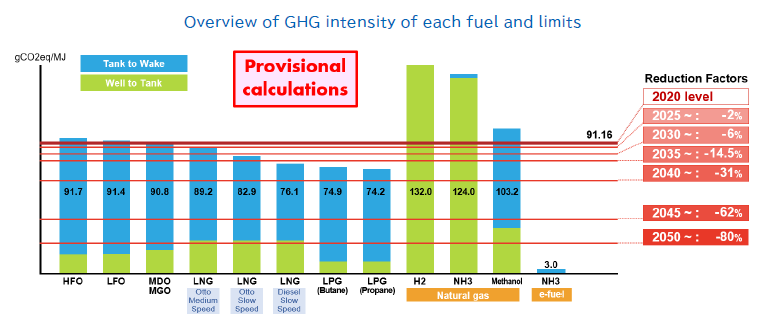 Overview of GHG intensity of each fuel and limits
gCO2eq/MJ
Tank to Wake
Well to Tank
Provisional
calculations
Reduction Factors
2020 level
91.16
2025 ~ : -2%
2030 ~ : -6%
2035 ~ : -14.5%
2040 ~ : -31%
2045 ~ : -62%
2050 ~ : -80%
91.7 91.4 90.8 89.2 82.9 76.1 74.9 74.2 132.0 124.0 103.2
3.0
HFO LFO MDO LNG LNG LNG LPG LPG H2 NH3 Methanol NH3
MGO (Butane) (Propane)
Otto Otto Diesel
Medium Slow Slow
Speed Speed Speed
Natural gas e-fuel